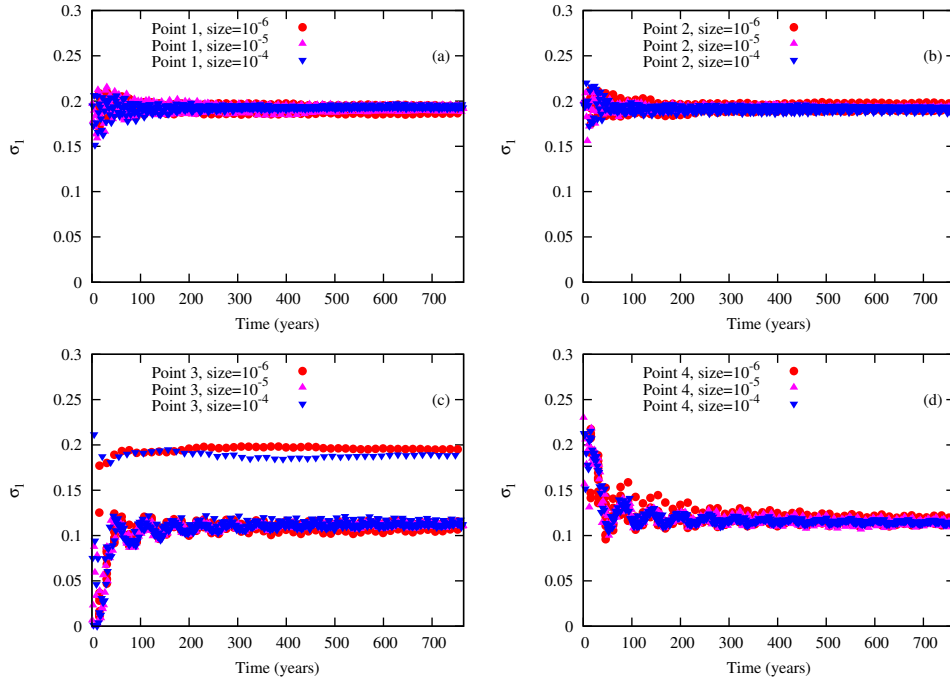 Point 1, size=10⁻⁶
Point 1, size=10⁻⁵
Point 1, size=10⁻⁴
(a)
0.3
0.25
0.2
0.15
0.1
0.05
0
σ₁
0 100 200 300 400 500 600 700
Time (years)
Point 2, size=10⁻⁶
Point 2, size=10⁻⁵
Point 2, size=10⁻⁴
(b)
0.3
0.25
0.2
0.15
0.1
0.05
0
σ₁
0 100 200 300 400 500 600 700
Time (years)
Point 3, size=10⁻⁶
Point 3, size=10⁻⁵
Point 3, size=10⁻⁴
(c)
0.3
0.25
0.2
0.15
0.1
0.05
0
σ₁
0 100 200 300 400 500 600 700
Time (years)
Point 4, size=10⁻⁶
Point 4, size=10⁻⁵
Point 4, size=10⁻⁴
(d)
0.3
0.25
0.2
0.15
0.1
0.05
0
σ₁
0 100 200 300 400 500 600 700
Time (years)